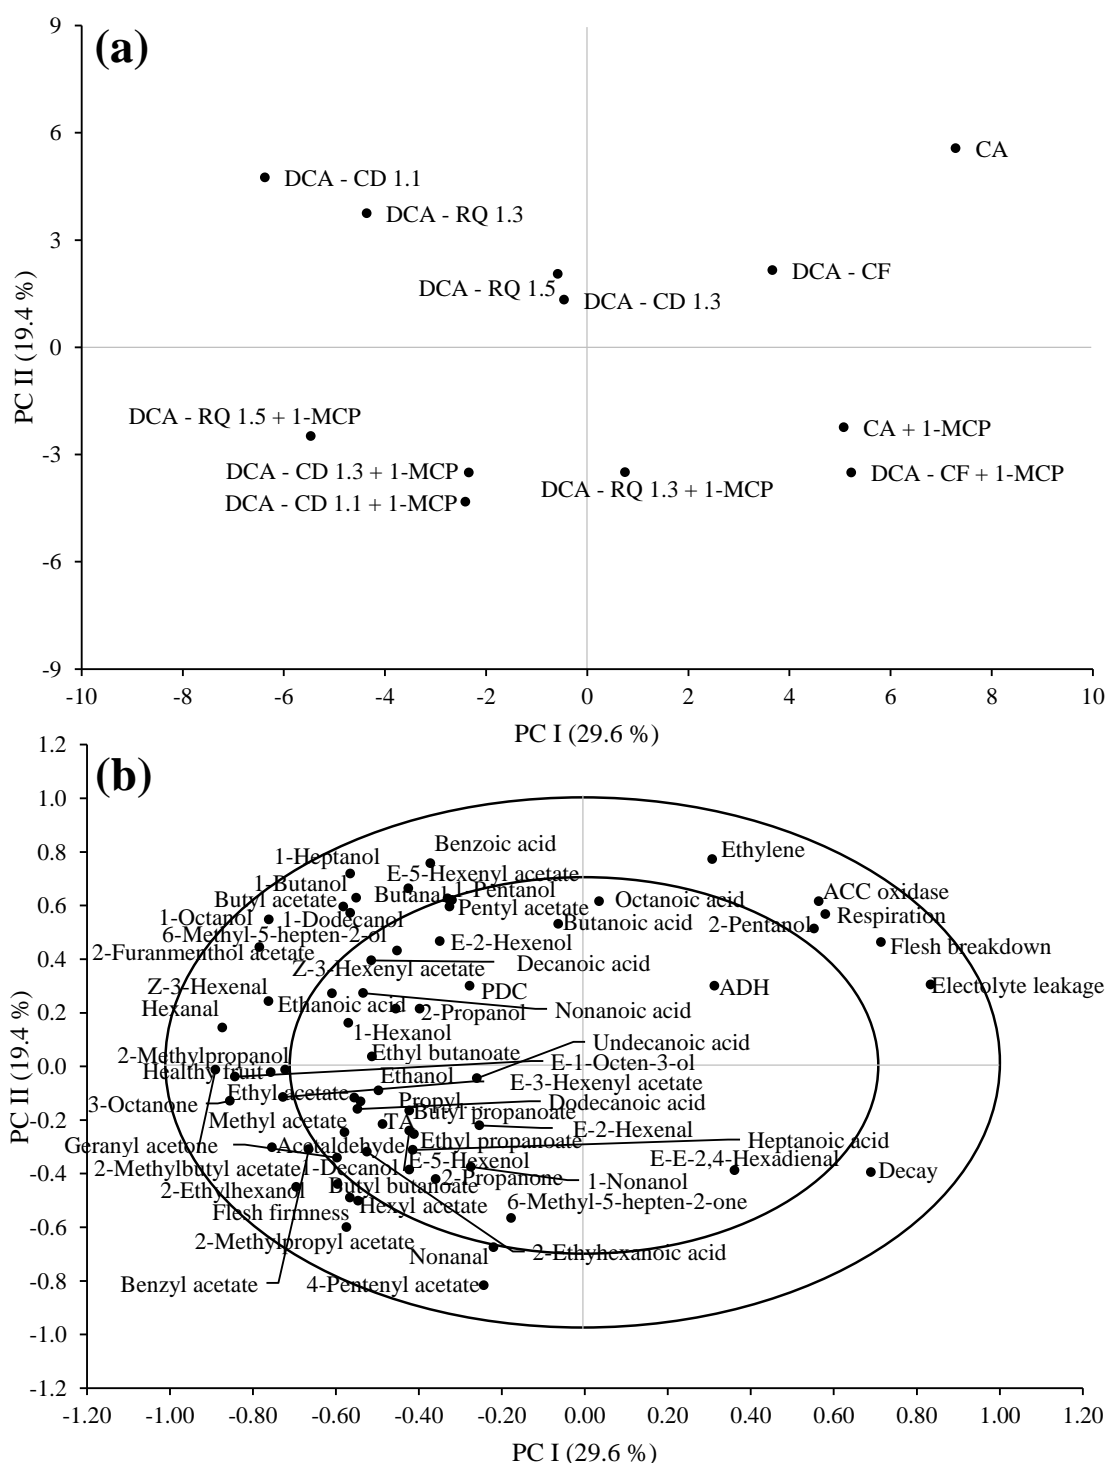 9
(a)
CA
DCA - CD 1.1
6
DCA - RQ 1.3
3
DCA - CF
DCA - RQ 1.5
DCA - CD 1.3
PC II (19.4 %)
0
DCA - RQ 1.5 + 1-MCP
CA + 1-MCP
-3
DCA - CD 1.3 + 1-MCP
DCA - CF + 1-MCP
DCA - RQ 1.3 + 1-MCP
DCA - CD 1.1 + 1-MCP
-6
-9
-10 -8 -6 -4 -2 0 2 4 6 8 10
PC I (29.6 %)
1.2
(b)
1.0
Benzoic acid
Ethylene
1-Heptanol
0.8
E-5-Hexenyl acetate
1-Butanol
Butanal
1-Pentanol
ACC oxidase
Butyl acetate
Octanoic acid
0.6
Pentyl acetate
Respiration
1-Octanol
1-Dodecanol
Butanoic acid
2-Pentanol
6-Methyl-5-hepten-2-ol
E-2-Hexenol
Flesh breakdown
2-Furanmenthol acetate
0.4
Decanoic acid
Z-3-Hexenyl acetate
Z-3-Hexenal
PDC
ADH
Electolyte leakage
Hexanal
Ethanoic acid
Nonanoic acid
0.2
2-Propanol
1-Hexanol
Undecanoic acid
2-Methylpropanol
Ethyl butanoate
E-1-Octen-3-ol
0.0
Healthy fruit
Ethanol
E-3-Hexenyl acetate
Ethyl acetate
3-Octanone
Propyl
Dodecanoic acid
Butyl propanoate
-0.2
Methyl acetate
TA
E-2-Hexenal
Geranyl acetone
Acetaldehyde
Ethyl propanoate
Heptanoic acid
E-E-2,4-Hexadienal
2-Methylbutyl acetate
1-Decanol
E-5-Hexenol
Decay
-0.4
2-Propanone
1-Nonanol
2-Ethylhexanol
Butyl butanoate
Flesh firmness
Hexyl acetate
6-Methyl-5-hepten-2-one
-0.6
2-Methylpropyl acetate
Nonanal
2-Ethyhexanoic acid
-0.8
Benzyl acetate
4-Pentenyl acetate
-1.0
-1.2
PC II (19.4 %)
-1.20 -1.00 -0.80 -0.60 -0.40 -0.20 0.00 0.20 0.40 0.60 0.80 1.00 1.20
PC I (29.6 %)